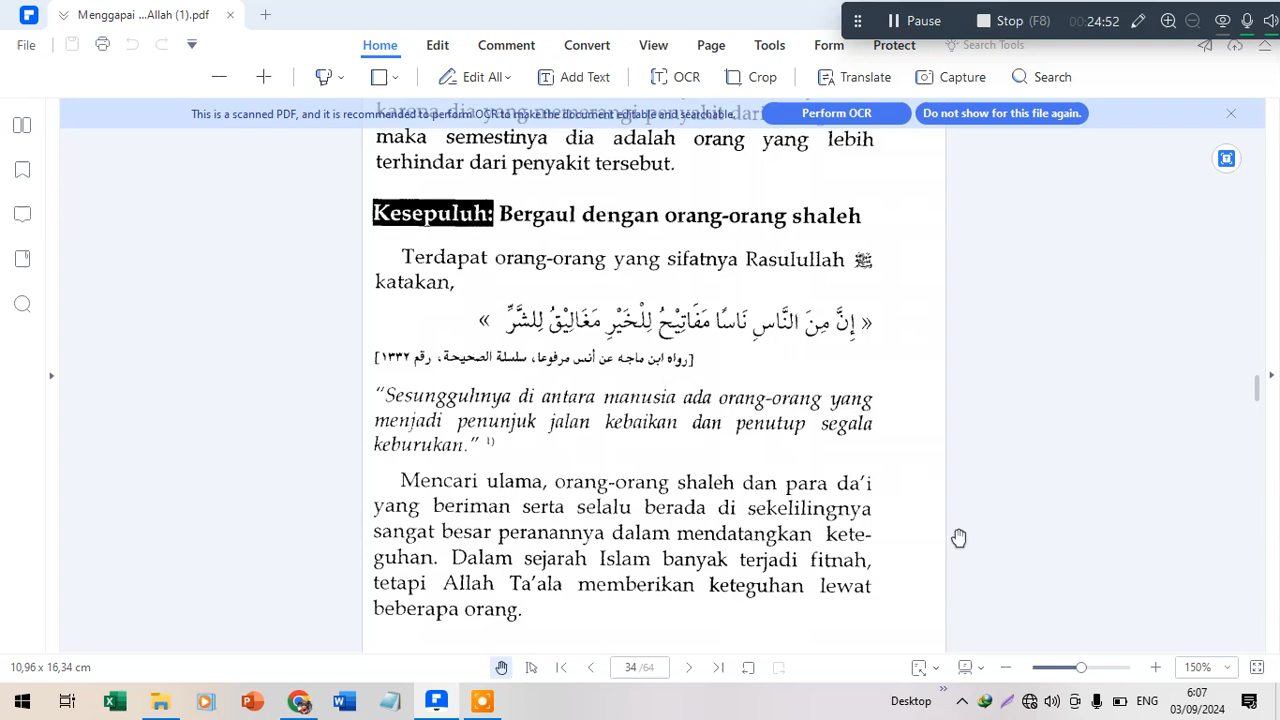 Menggapai ...Allah (1).pdf
Pause
Stop (F8)
00:24:52
File
Home
Edit
Comment
Convert
View
Page
Tools
Form
Protect
Search Tools
Edit All
Add Text
OCR
Crop
Translate
Capture
Search
This is a scanned PDF, and it is recommended to perform OCR to make the document editable and searchable.
Perform OCR
Do not show for this file again.
karena dia yang memerangi penyakit dari
maka semestinya dia adalah orang yang lebih
terhindar dari penyakit tersebut.
Kesepuluh: Bergaul dengan orang-orang shaleh
Terdapat orang-orang yang sifatnya Rasulullah ﷺ
katakan,
« إِنَّ مِنَ النَّاسِ نَاسًا مَفَاتِيْحُ لِلْخَيْرِ مَغَالِيْقُ لِلشَّرِّ »
[رواه ابن ماجه عن أنس مرفوعا، سلسلة الصحيحة، رقم ١٣٣٢]
“Sesungguhnya di antara manusia ada orang-orang yang
menjadi penunjuk jalan kebaikan dan penutup segala
keburukan.” 1)
Mencari ulama, orang-orang shaleh dan para da’i
yang beriman serta selalu berada di sekelilingnya
sangat besar peranannya dalam mendatangkan kete-
guhan. Dalam sejarah Islam banyak terjadi fitnah,
tetapi Allah Ta’ala memberikan keteguhan lewat
beberapa orang.
10,96 x 16,34 cm
34 /64
150%
Desktop
ENG
6:07
03/09/2024